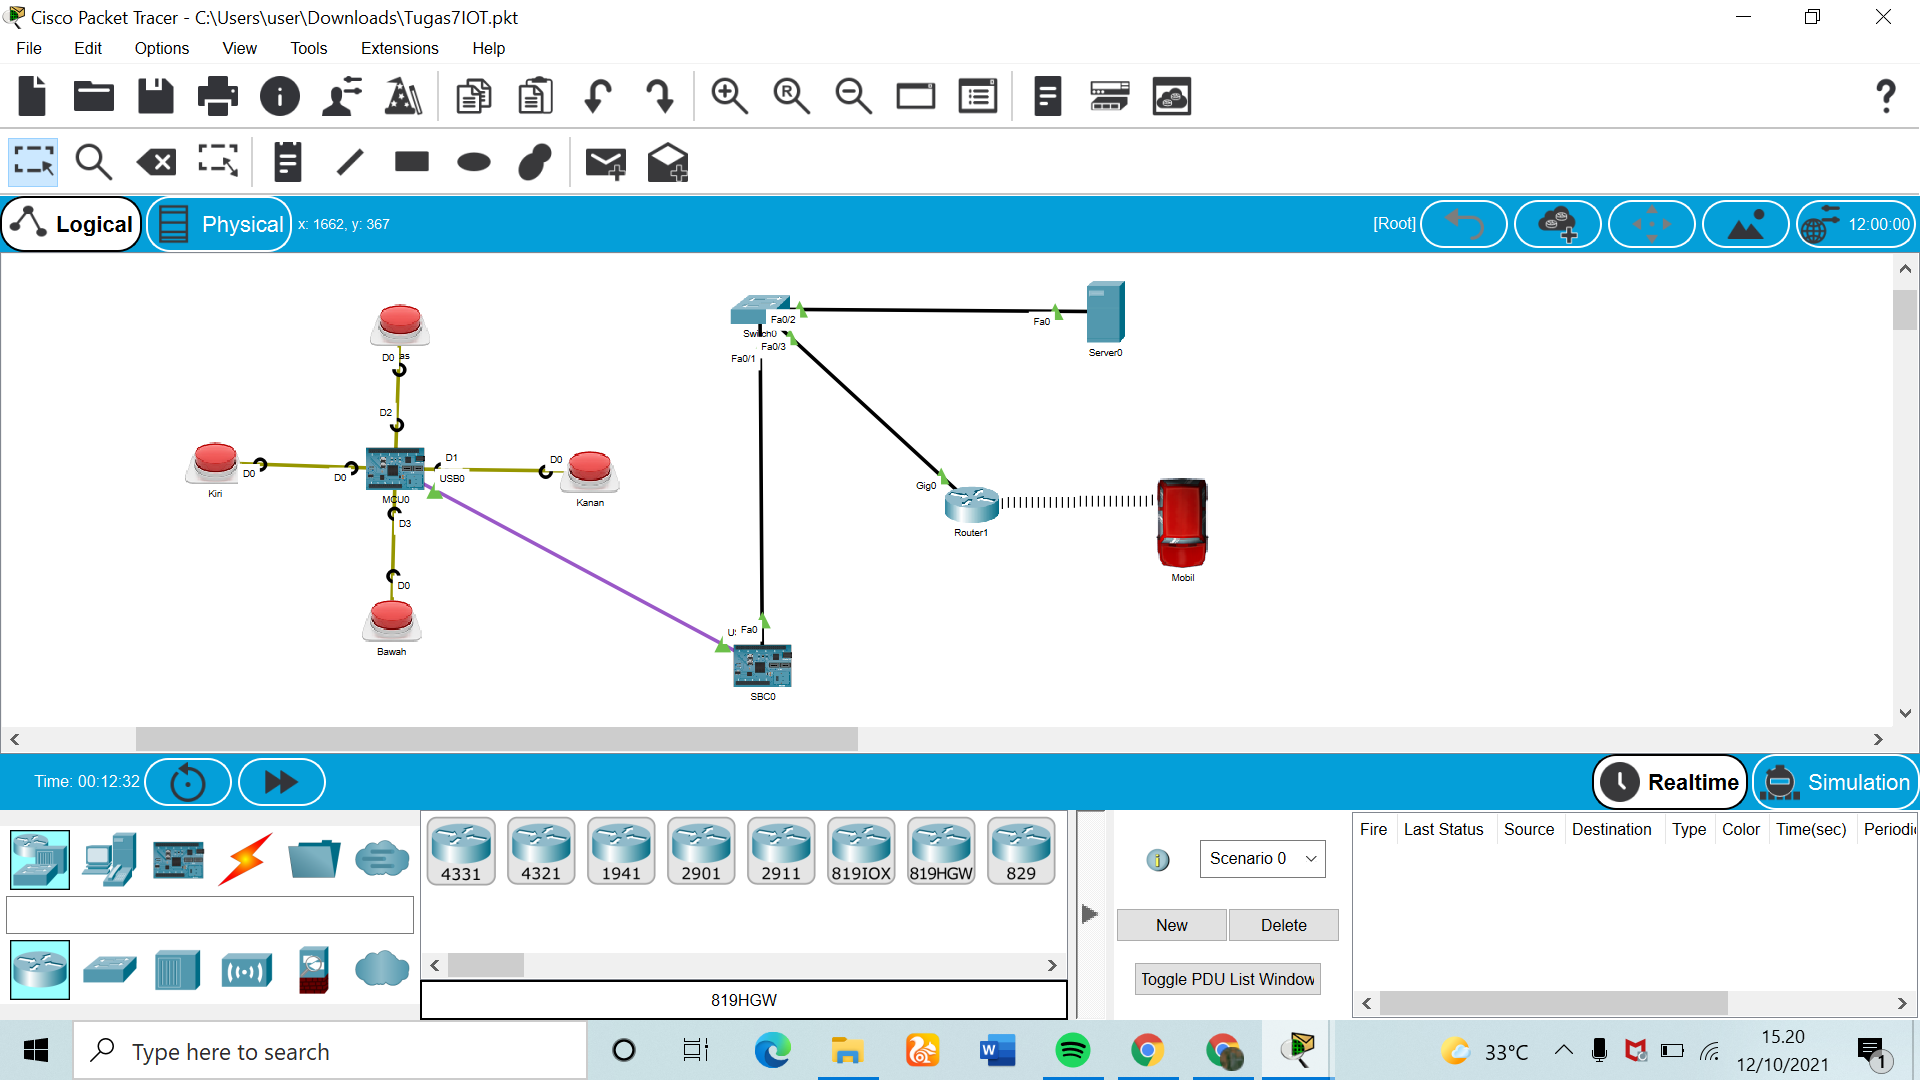 Cisco Packet Tracer - C:\Users\user\Downloads\Tugas7IOT.pkt
File Edit Options View Tools Extensions Help
Logical Physical x: 1662, y: 367 [Root] 12:00:00
Fa0/2
Switch0
Fa0/3
Fa0/1
Fa0
Server0
D0 as
D2
D0
Kiri
D0
D1
USB0
MCU0
D3
D0
Kanan
D0
Bawah
Gig0
Router1
Mobil
Fa0
SBC0
Time: 00:12:32 Realtime Simulation
4331 4321 1941 2901 2911 819IOX 819HGW 829
819HGW
Scenario 0
New Delete
Toggle PDU List Window
Fire Last Status Source Destination Type Color Time(sec)
Type here to search
33°C
15.20
12/10/2021
1